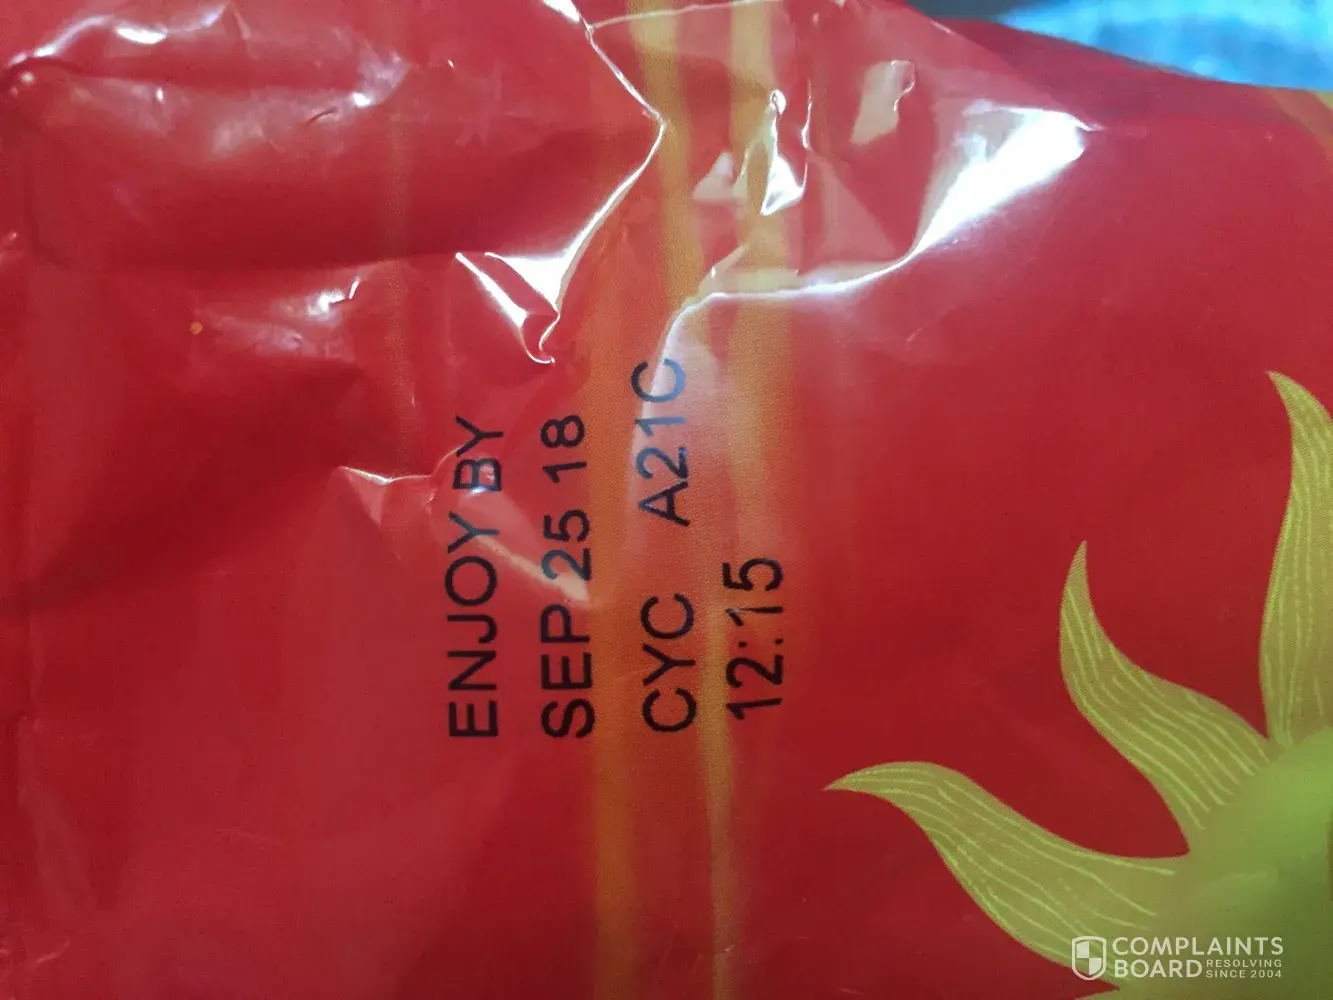 ENJOY BY
SEP 25 18
CYC A21C
12:15
COMPLAINTS
BOARD RESOLVING
SINCE 2004